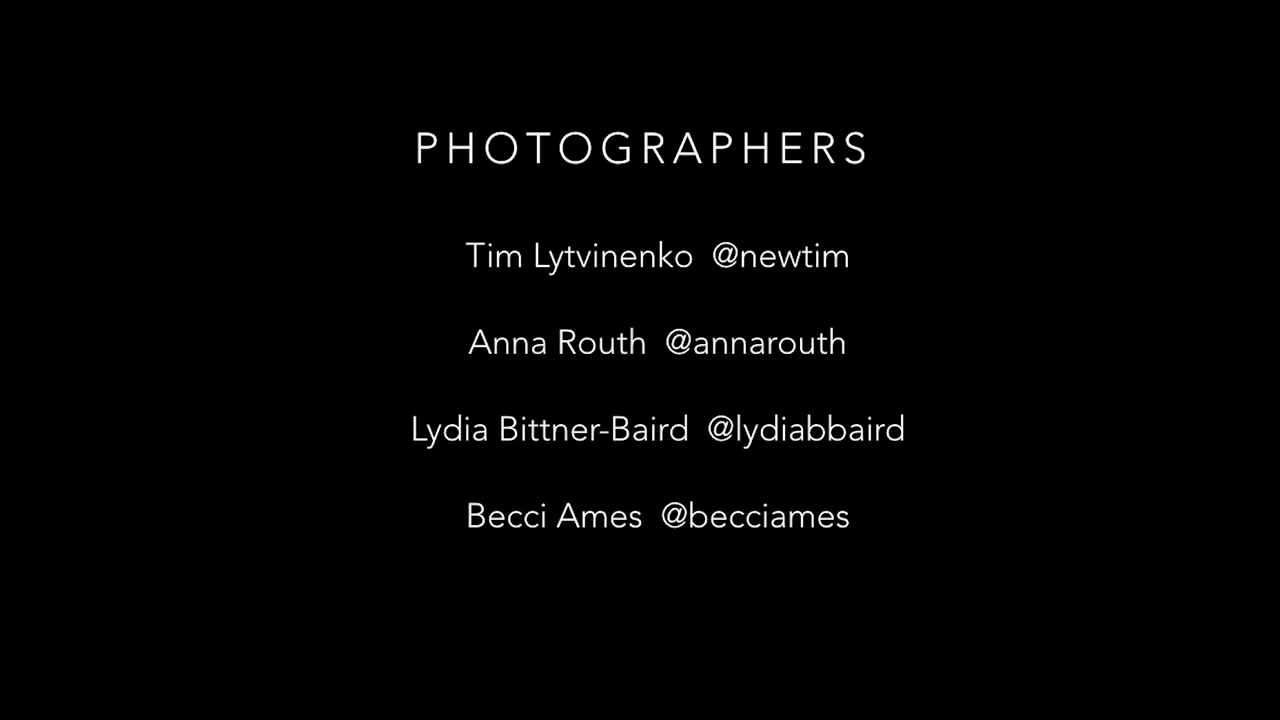 PHOTOGRAPHERS
Tim Lytvinenko @newtim
Anna Routh @annarouth
Lydia Bittner-Baird @lydiabbaird
Becci Ames @becciames